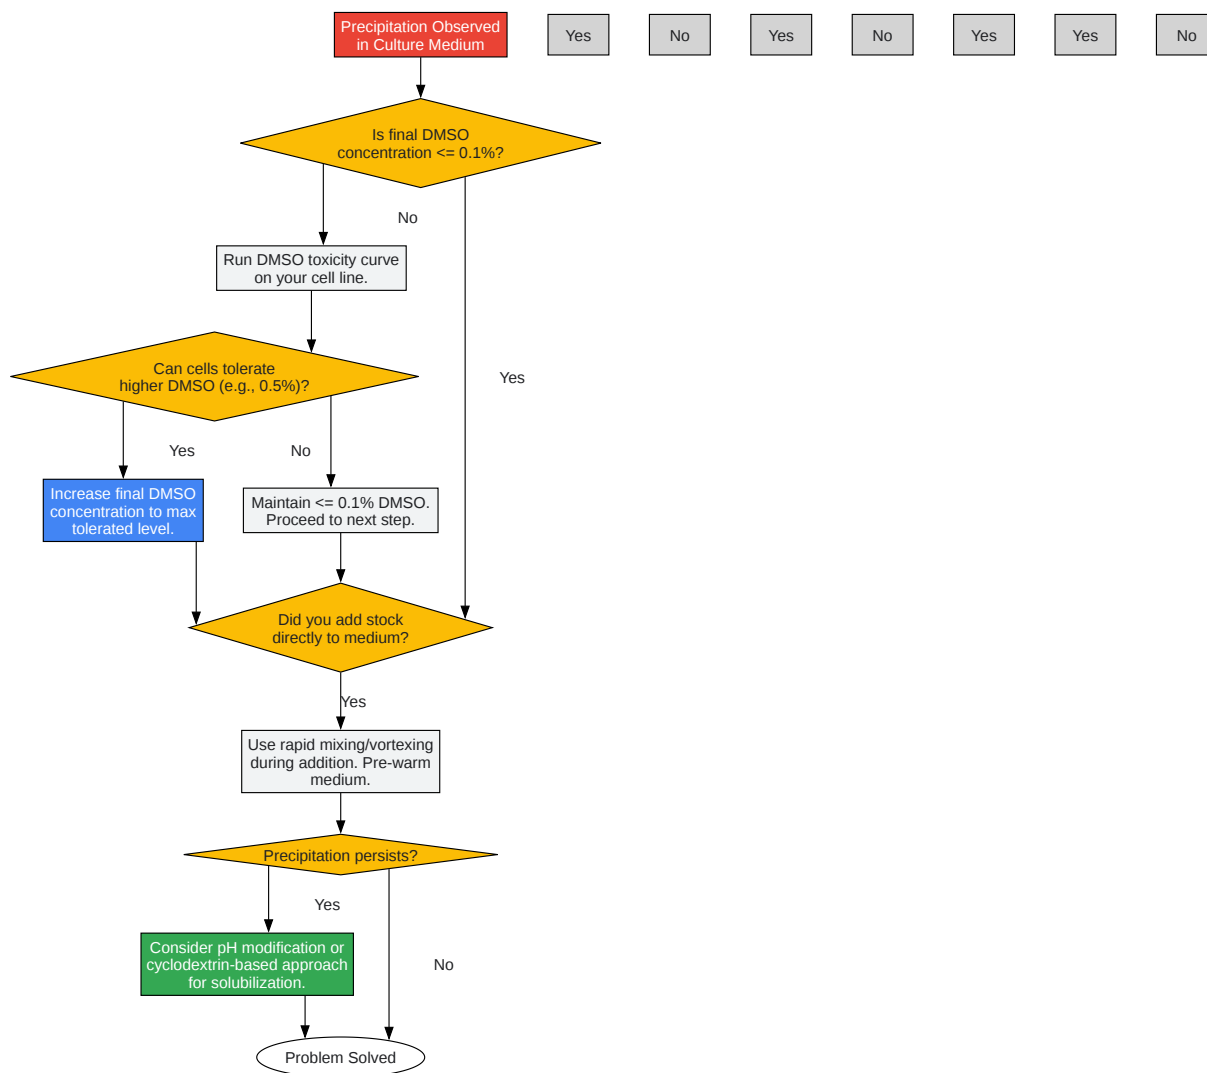 Precipitation Observed
in Culture Medium
Yes
No
Yes
No
Yes
Yes
No
Is final DMSO
concentration <= 0.1%?
No
Run DMSO toxicity curve
on your cell line.
Can cells tolerate
higher DMSO (e.g., 0.5%)?
Yes
Yes
No
Increase final DMSO
concentration to max
tolerated level.
Maintain <= 0.1% DMSO.
Proceed to next step.
Did you add stock
directly to medium?
Yes
Use rapid mixing/vortexing
during addition. Pre-warm
medium.
Precipitation persists?
Yes
Consider pH modification or
cyclodextrin-based approach
for solubilization.
No
Problem Solved